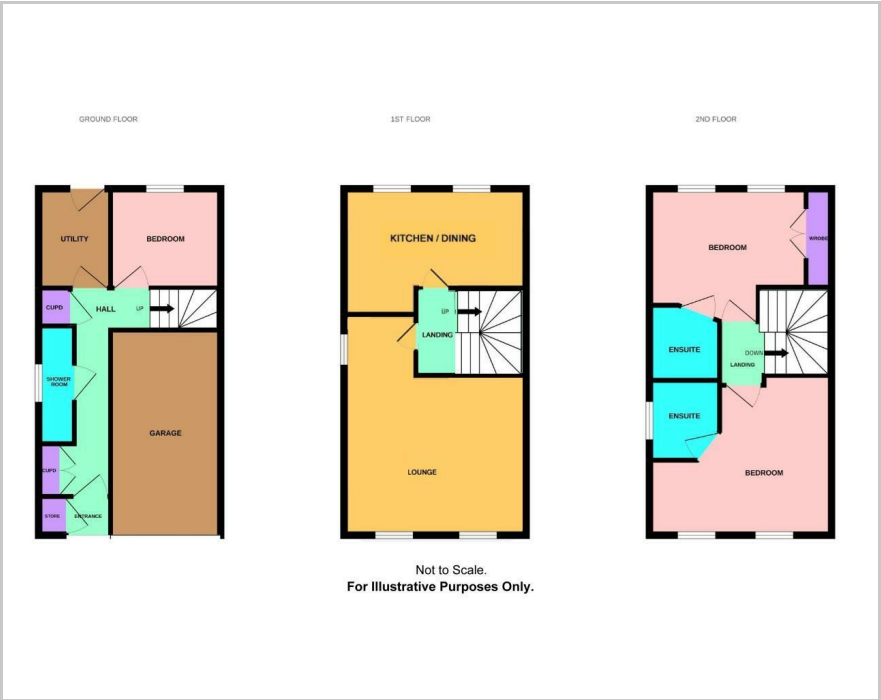 GROUND FLOOR
1ST FLOOR
2ND FLOOR
UTILITY
BEDROOM
CUPD
HALL
UP
SHOWER
ROOM
GARAGE
CUPD
STORE
ENTRANCE
KITCHEN / DINING
UP
LANDING
LOUNGE
BEDROOM
WROBE
ENSUITE
DOWN
LANDING
ENSUITE
BEDROOM
Not to Scale.
For Illustrative Purposes Only.